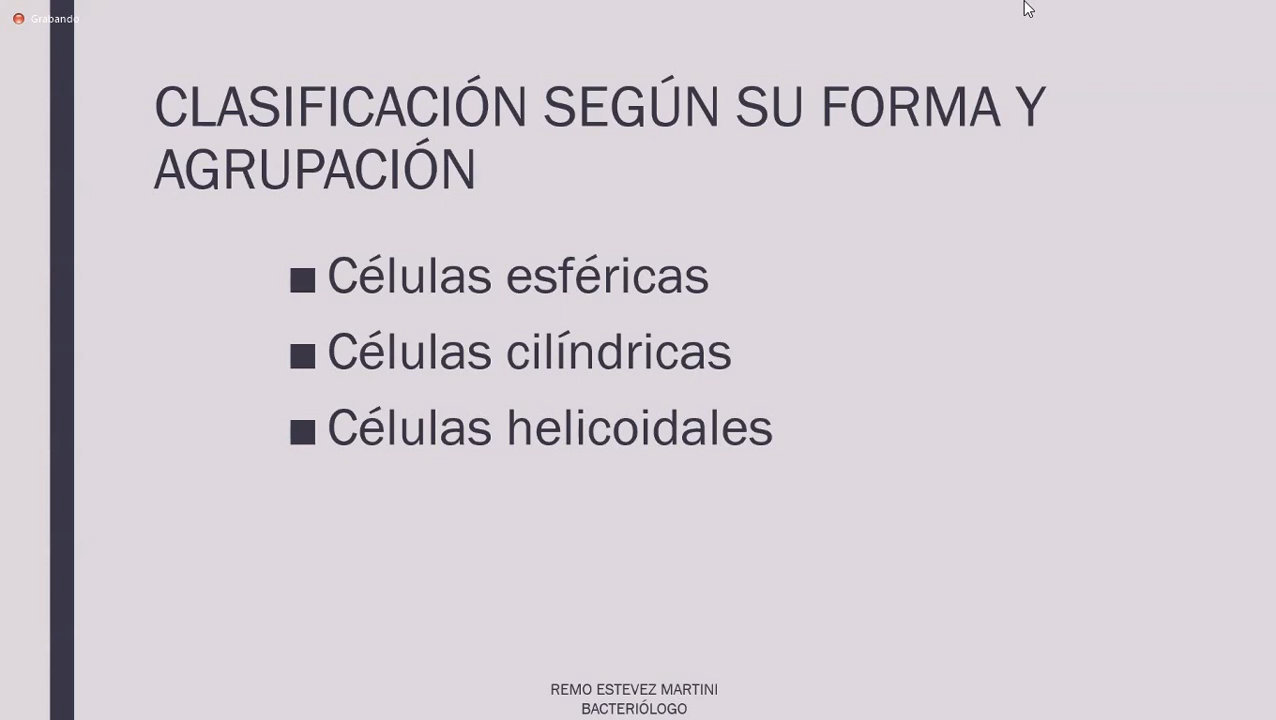 Grabando
CLASIFICACIÓN SEGÚN SU FORMA Y
AGRUPACIÓN
■ Células esféricas
■ Células cilíndricas
■ Células helicoidales
REMO ESTEVEZ MARTINI
BACTERIÓLOGO